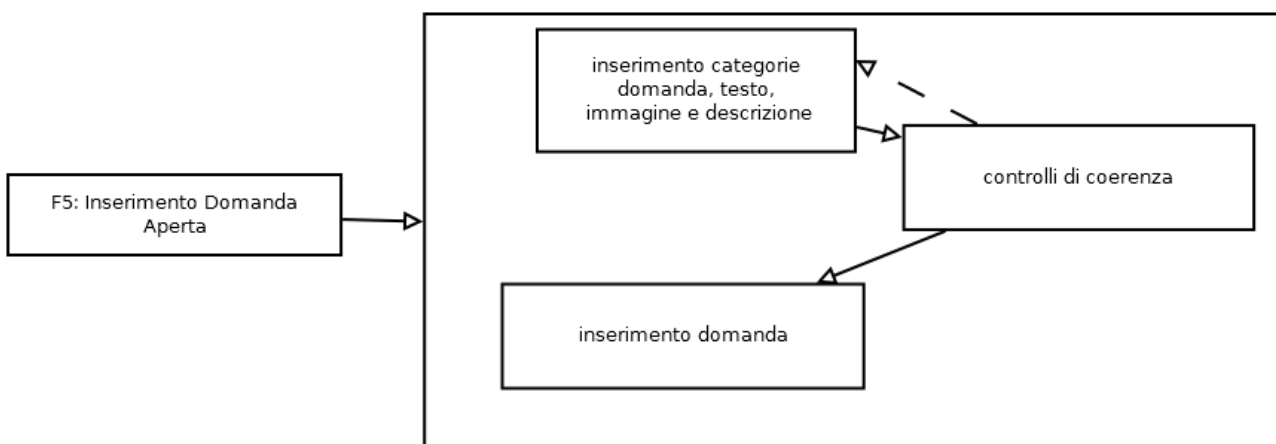 inserimento categorie
domanda, testo,
immagine e descrizione
controlli di coerenza
F5: Inserimento Domanda
Aperta
inserimento domanda